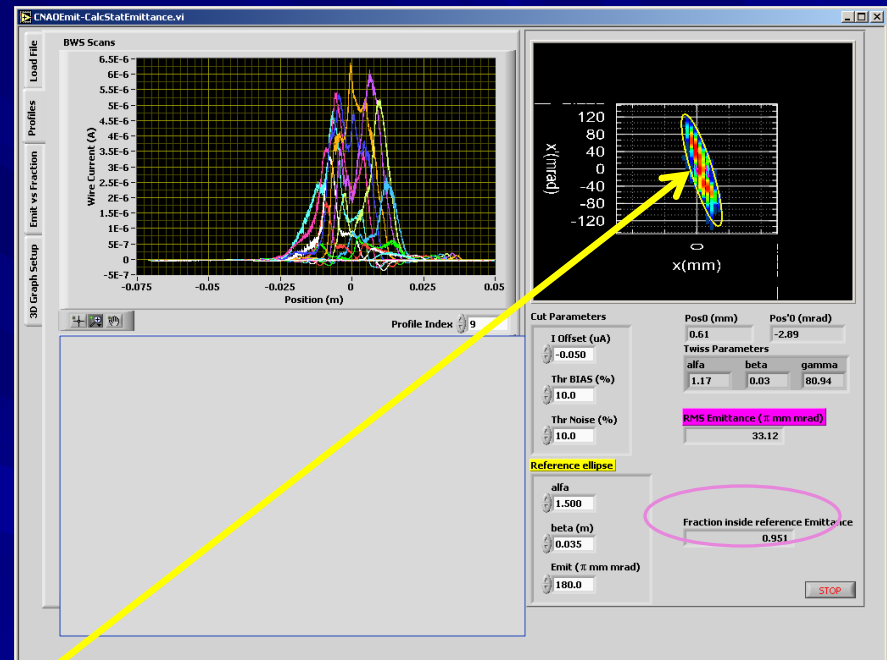 CNAOEmit-CalcStatEmittance.vi
Load File
Profiles
Emit vs Fraction
3D Graph Setup
BWS Scans
Wire Current (A)
6.5E-6
6E-6
5.5E-6
5E-6
4.5E-6
4E-6
3.5E-6
3E-6
2.5E-6
2E-6
1.5E-6
1E-6
5E-7
0
-5E-7
-0.075 -0.05 -0.025 0 0.025 0.05
Position (m)
Profile Index 9
x'(mrad)
120
80
40
0
-40
-80
-120
0
x(mm)
Cut Parameters
I Offset (uA)
-0.050
Thr BIAS (%)
10.0
Thr Noise (%)
10.0
Pos0 (mm) Pos'0 (mrad)
0.61 -2.89
Twiss Parameters
alfa beta gamma
1.17 0.03 80.94
RMS Emittance (π mm mrad)
33.12
Reference ellipse
alfa
1.500
beta (m)
0.035
Emit (π mm mrad)
180.0
Fraction inside reference Emittance
0.951
STOP